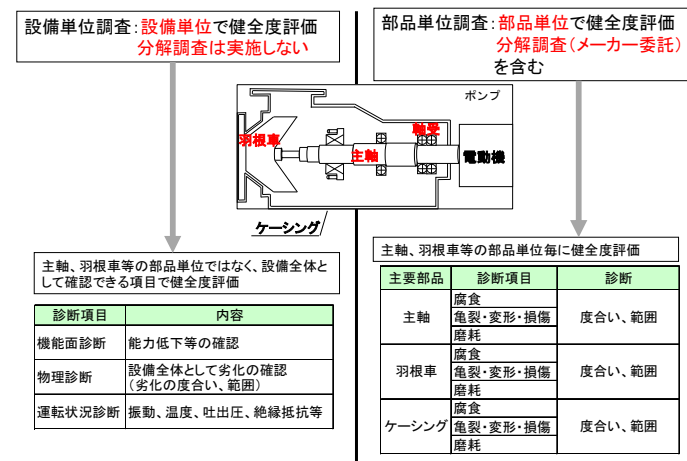 設備単位調査：設備単位で健全度評価
分解調査は実施しない
部品単位調査：部品単位で健全度評価
分解調査（メーカー委託）
を含む
ポンプ
羽根車
主軸
軸受
電動機
ケーシング
主軸、羽根車等の部品単位ではなく、設備全体と
して確認できる項目で健全度評価
診断項目 内容
機能面診断 能力低下等の確認
物理診断 設備全体として劣化の確認
（劣化の度合い、範囲）
運転状況診断 振動、温度、吐出圧、絶縁抵抗等
主軸、羽根車等の部品単位毎に健全度評価
主要部品 診断項目 診断
主軸 腐食 度合い、範囲
亀裂・変形・損傷
磨耗
羽根車 腐食 度合い、範囲
亀裂・変形・損傷
磨耗
ケーシング 腐食 度合い、範囲
亀裂・変形・損傷
磨耗